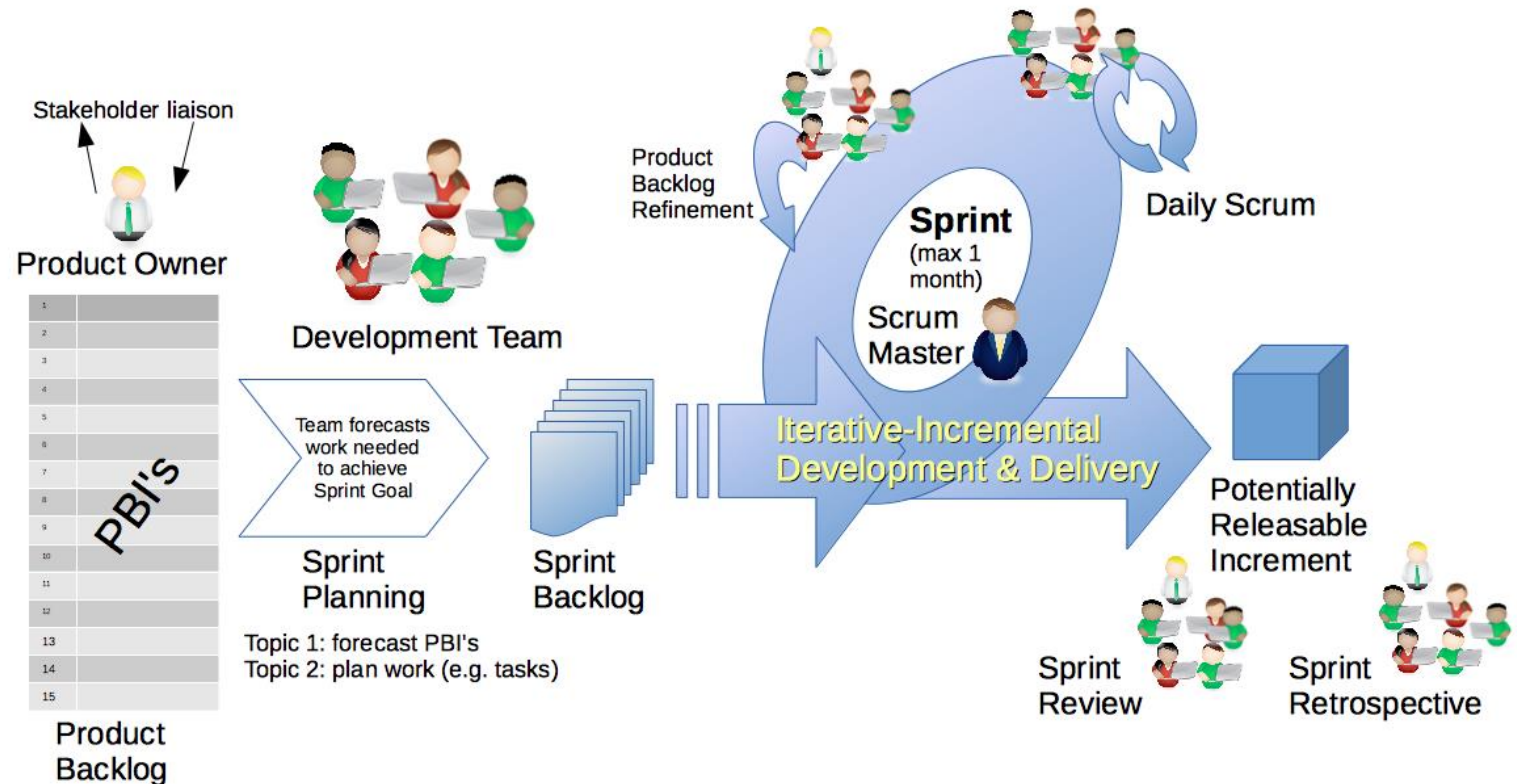 Stakeholder liaison
Product Owner
1
2
3
4
5
6
7
8
9
10
11
12
13
14
15
PBI's
Product
Backlog
Development Team
Team forecasts
work needed
to achieve
Sprint Goal
Sprint
Planning
Topic 1: forecast PBI's
Topic 2: plan work (e.g. tasks)
Sprint
Backlog
Product
Backlog
Refinement
Sprint
(max 1
month)
Scrum
Master
Daily Scrum
Iterative-Incremental
Development & Delivery
Potentially
Releasable
Increment
Sprint
Review
Sprint
Retrospective